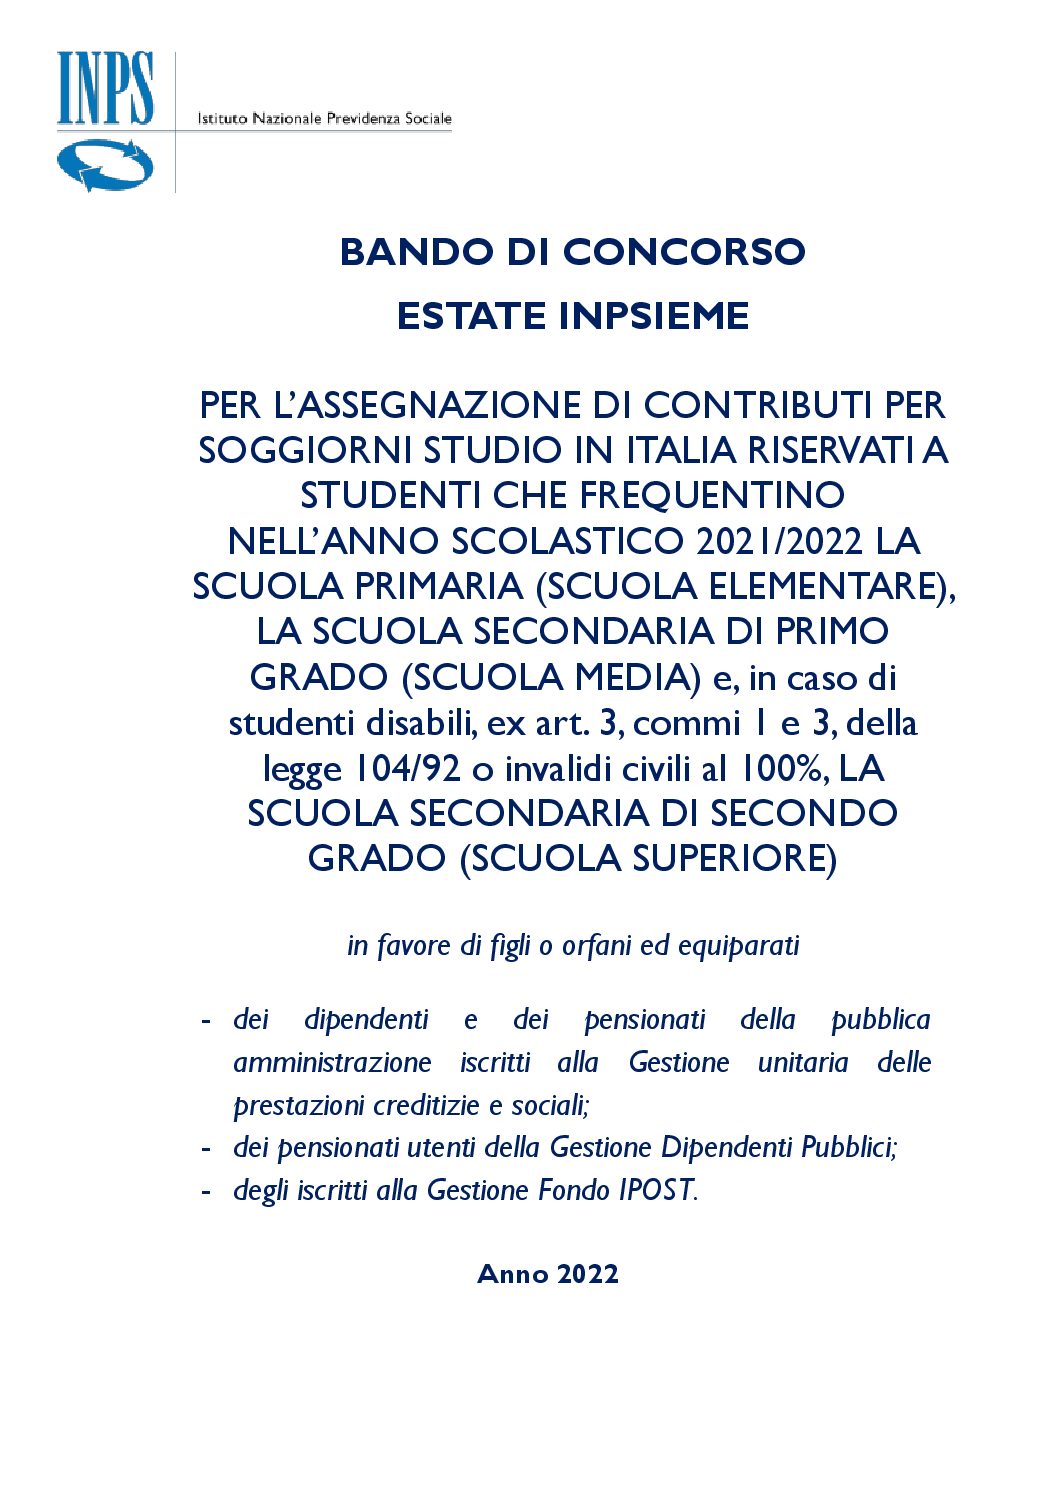 INPS
Istituto Nazionale Previdenza Sociale
BANDO DI CONCORSO
ESTATE INPSIEME
PER L’ASSEGNAZIONE DI CONTRIBUTI PER
SOGGIORNI STUDIO IN ITALIA RISERVATI A
STUDENTI CHE FREQUENTINO
NELL’ANNO SCOLASTICO 2021/2022 LA
SCUOLA PRIMARIA (SCUOLA ELEMENTARE),
LA SCUOLA SECONDARIA DI PRIMO
GRADO (SCUOLA MEDIA) e, in caso di
studenti disabili, ex art. 3, commi 1 e 3, della
legge 104/92 o invalidi civili al 100%, LA
SCUOLA SECONDARIA DI SECONDO
GRADO (SCUOLA SUPERIORE)
in favore di figli o orfani ed equiparati
- dei dipendenti e dei pensionati della pubblica
amministrazione iscritti alla Gestione unitaria delle
prestazioni creditizie e sociali;
- dei pensionati utenti della Gestione Dipendenti Pubblici;
- degli iscritti alla Gestione Fondo IPOST.
Anno 2022